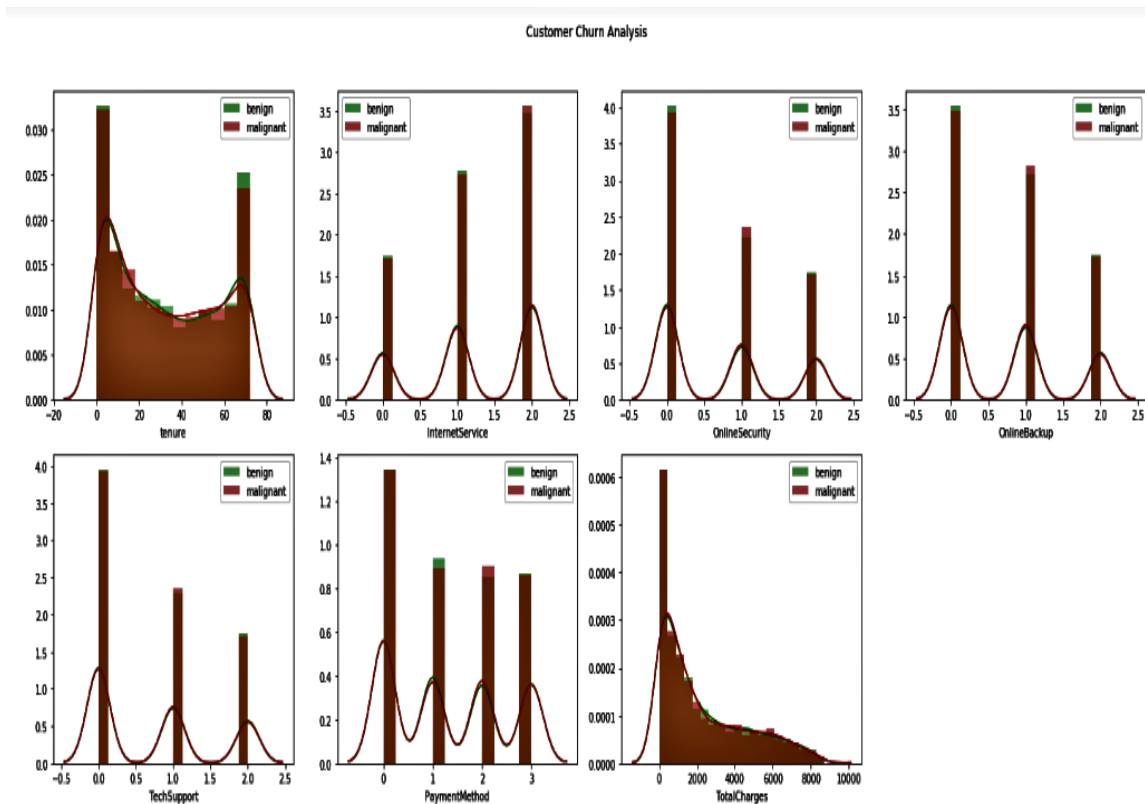 Customer Churn Analysis
benign
malignant
0.030
0.025
0.020
0.015
0.010
0.005
0.000
−20 0 20 40 60 80
tenure
benign
malignant
3.5
3.0
2.5
2.0
1.5
1.0
0.5
0.0
−0.5 0.0 0.5 1.0 1.5 2.0 2.5
InternetService
benign
malignant
4.0
3.5
3.0
2.5
2.0
1.5
1.0
0.5
0.0
−0.5 0.0 0.5 1.0 1.5 2.0 2.5
OnlineSecurity
benign
malignant
3.5
3.0
2.5
2.0
1.5
1.0
0.5
0.0
−0.5 0.0 0.5 1.0 1.5 2.0 2.5
OnlineBackup
benign
malignant
4.0
3.5
3.0
2.5
2.0
1.5
1.0
0.5
0.0
−0.5 0.0 0.5 1.0 1.5 2.0 2.5
TechSupport
benign
malignant
1.4
1.2
1.0
0.8
0.6
0.4
0.2
0.0
0 1 2 3
PaymentMethod
benign
malignant
0.0006
0.0005
0.0004
0.0003
0.0002
0.0001
0.0000
0 2000 4000 6000 8000 10000
TotalCharges